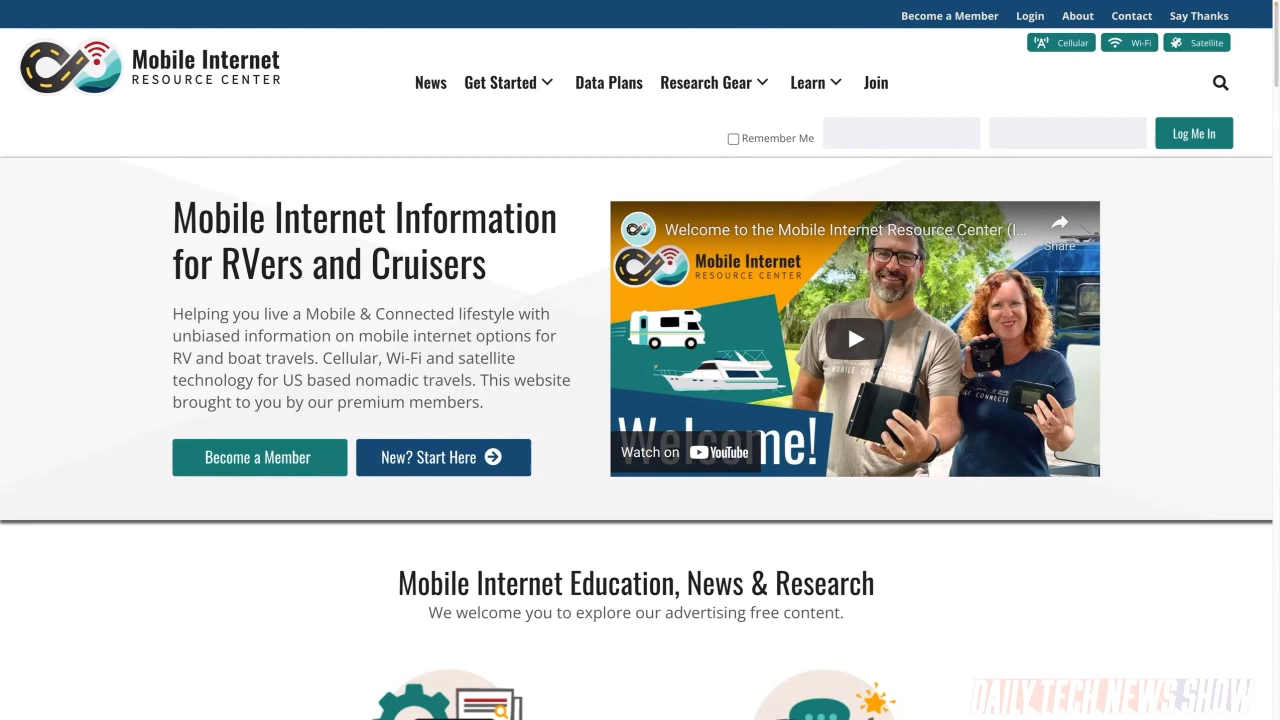 Become a Member Login About Contact Say Thanks
Cellular Wi-Fi Satellite
Mobile Internet
RESOURCE CENTER
News Get Started Data Plans Research Gear Learn Join
Remember Me Log Me In
Mobile Internet Information
for RVers and Cruisers
Helping you live a Mobile & Connected lifestyle with
unbiased information on mobile internet options for
RV and boat travels. Cellular, Wi-Fi and satellite
technology for US based nomadic travels. This website
brought to you by our premium members.
Become a Member New? Start Here
Welcome to the Mobile Internet Resource Center (I...
Share
Mobile Internet
RESOURCE CENTER
Welcome!
Watch on YouTube
Mobile Internet Education, News & Research
We welcome you to explore our advertising free content.
DAILY TECH NEWS SHOW